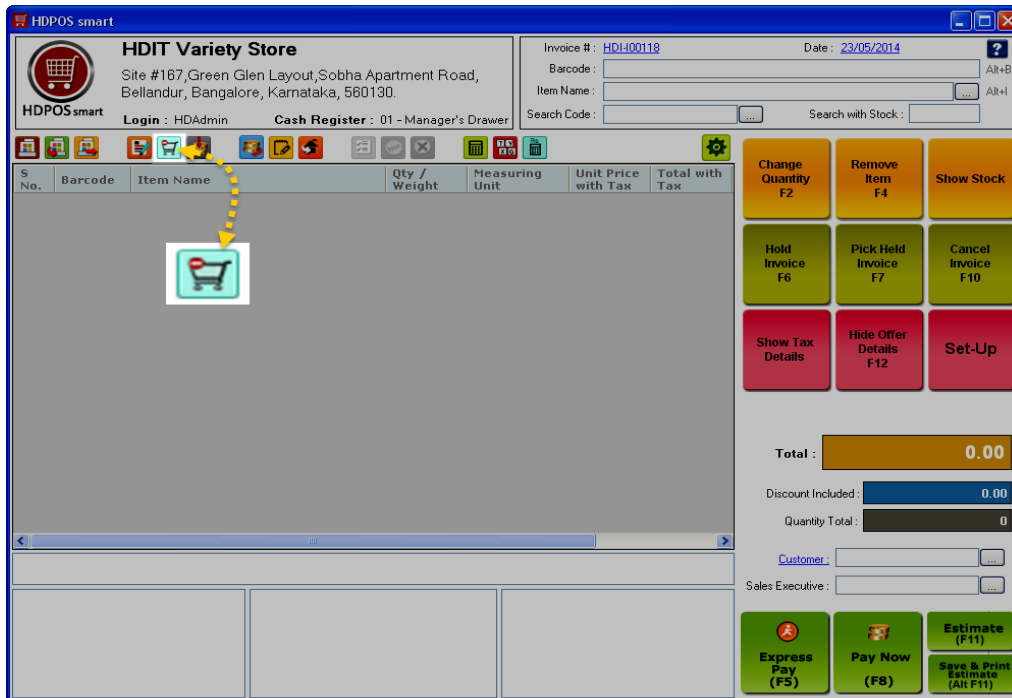 HDPOS smart
HDIT Variety Store
Site #167,Green Glen Layout,Sobha Apartment Road,
Bellandur, Bangalore, Karnataka, 560130.
HDPOS smart
Login : HDAdmin Cash Register : 01 - Manager's Drawer
Invoice # : HDI-I00118 Date : 23/05/2014 ?
Barcode : Alt+B
Item Name : ... Alt+I
Search Code : ... Search with Stock :
S No. Barcode Item Name Qty / Weight Measuring Unit Unit Price with Tax Total with Tax
Change Quantity F2
Remove Item F4
Show Stock
Hold Invoice F6
Pick Held Invoice F7
Cancel Invoice F10
Show Tax Details
Hide Offer Details F12
Set-Up
Total : 0.00
Discount Included : 0.00
Quantity Total : 0
Customer : ...
Sales Executive : ...
Express Pay (F5)
Pay Now (F8)
Estimate (F11)
Save & Print Estimate (Alt F11)